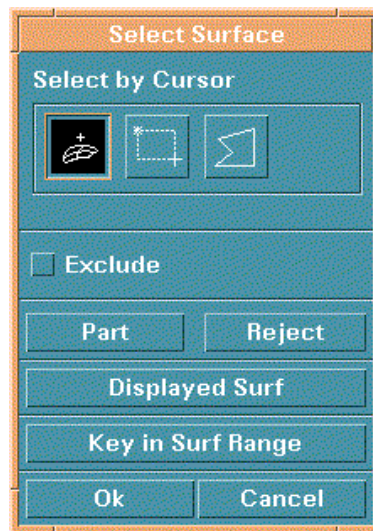 Select Surface
Select by Cursor
Exclude
Part Reject
Displayed Surf
Key in Surf Range
Ok Cancel